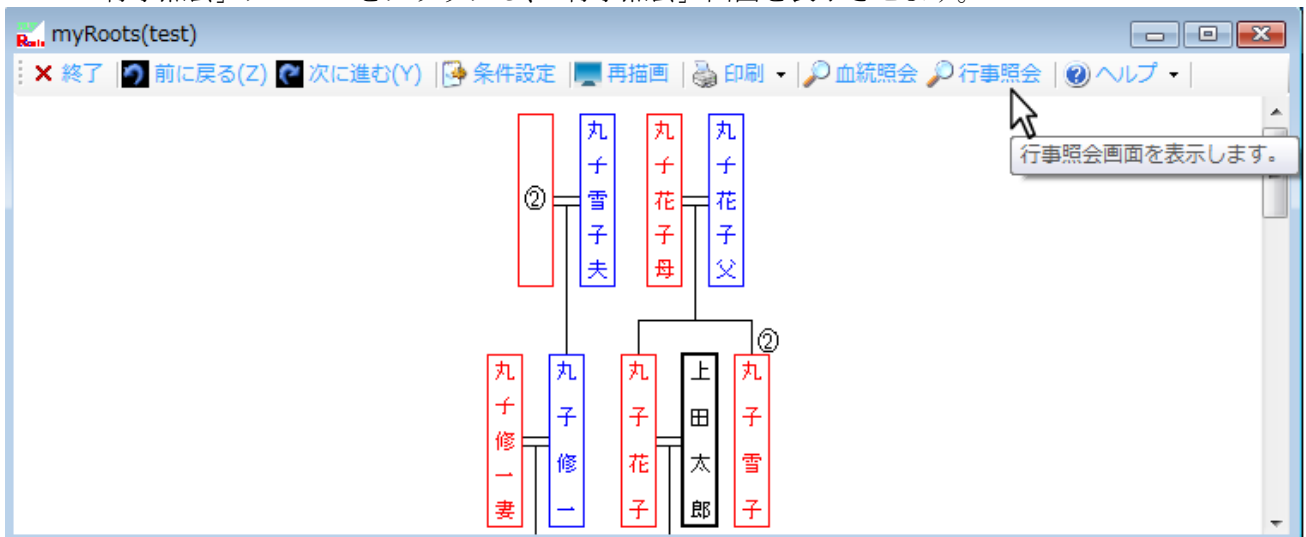 myRoots(test)
終了 前に戻る(Z) 次に進む(Y) 条件設定 再描画 印刷 血統照会 行事照会 ヘルプ
行事照会画面を表示します。
②
丸子雪子夫
丸子花子母
丸子花子父
②
丸子修一妻
丸子修一
丸子花子
上田太郎
丸子雪子